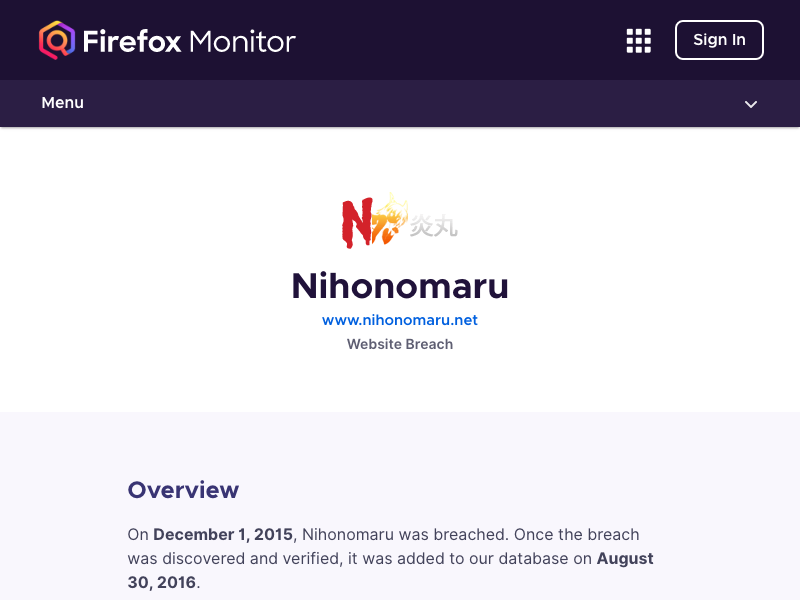 Firefox Monitor
Sign In
Menu
炎丸
Nihonomaru
www.nihonomaru.net
Website Breach
Overview
On December 1, 2015, Nihonomaru was breached. Once the breach
was discovered and verified, it was added to our database on August
30, 2016.